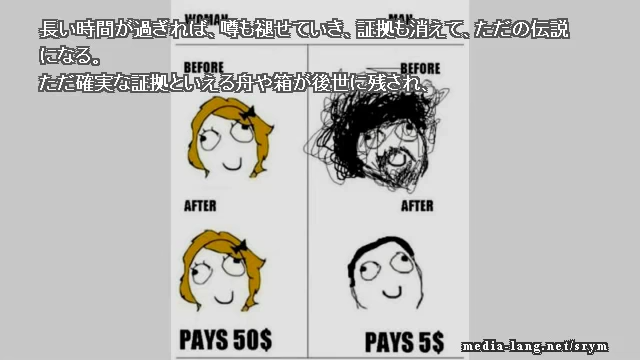 WOMAN MAN
長い時間が過ぎれば、噂も褪せていき、証拠も消えて、ただの伝説
になる。
ただ確実な証拠といえる舟や箱が後世に残され、
BEFORE BEFORE
AFTER AFTER
PAYS 50$ PAYS 5$
media-lang.net/srym